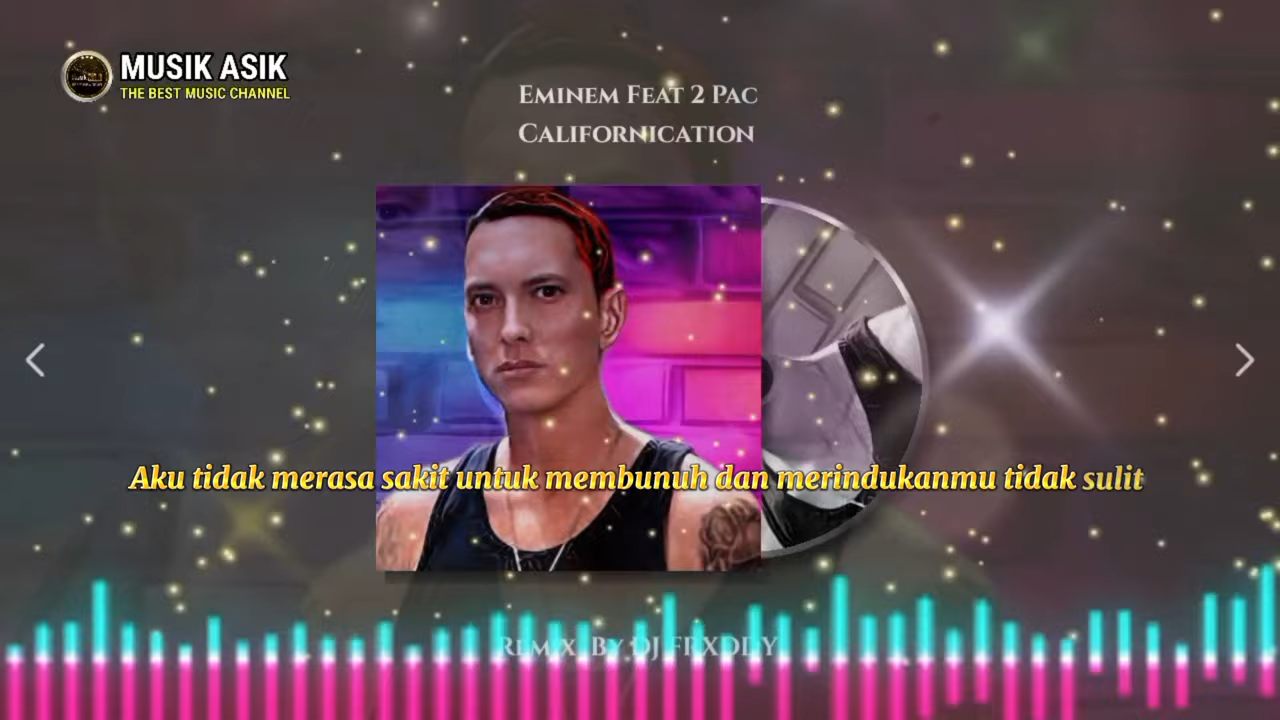 MUSIK ASIK
THE BEST MUSIC CHANNEL
Eminem Feat 2 Pac
Californication
Aku tidak merasa sakit untuk membunuh dan merindukanmu tidak sulit
Remix By DJ FRXDDY